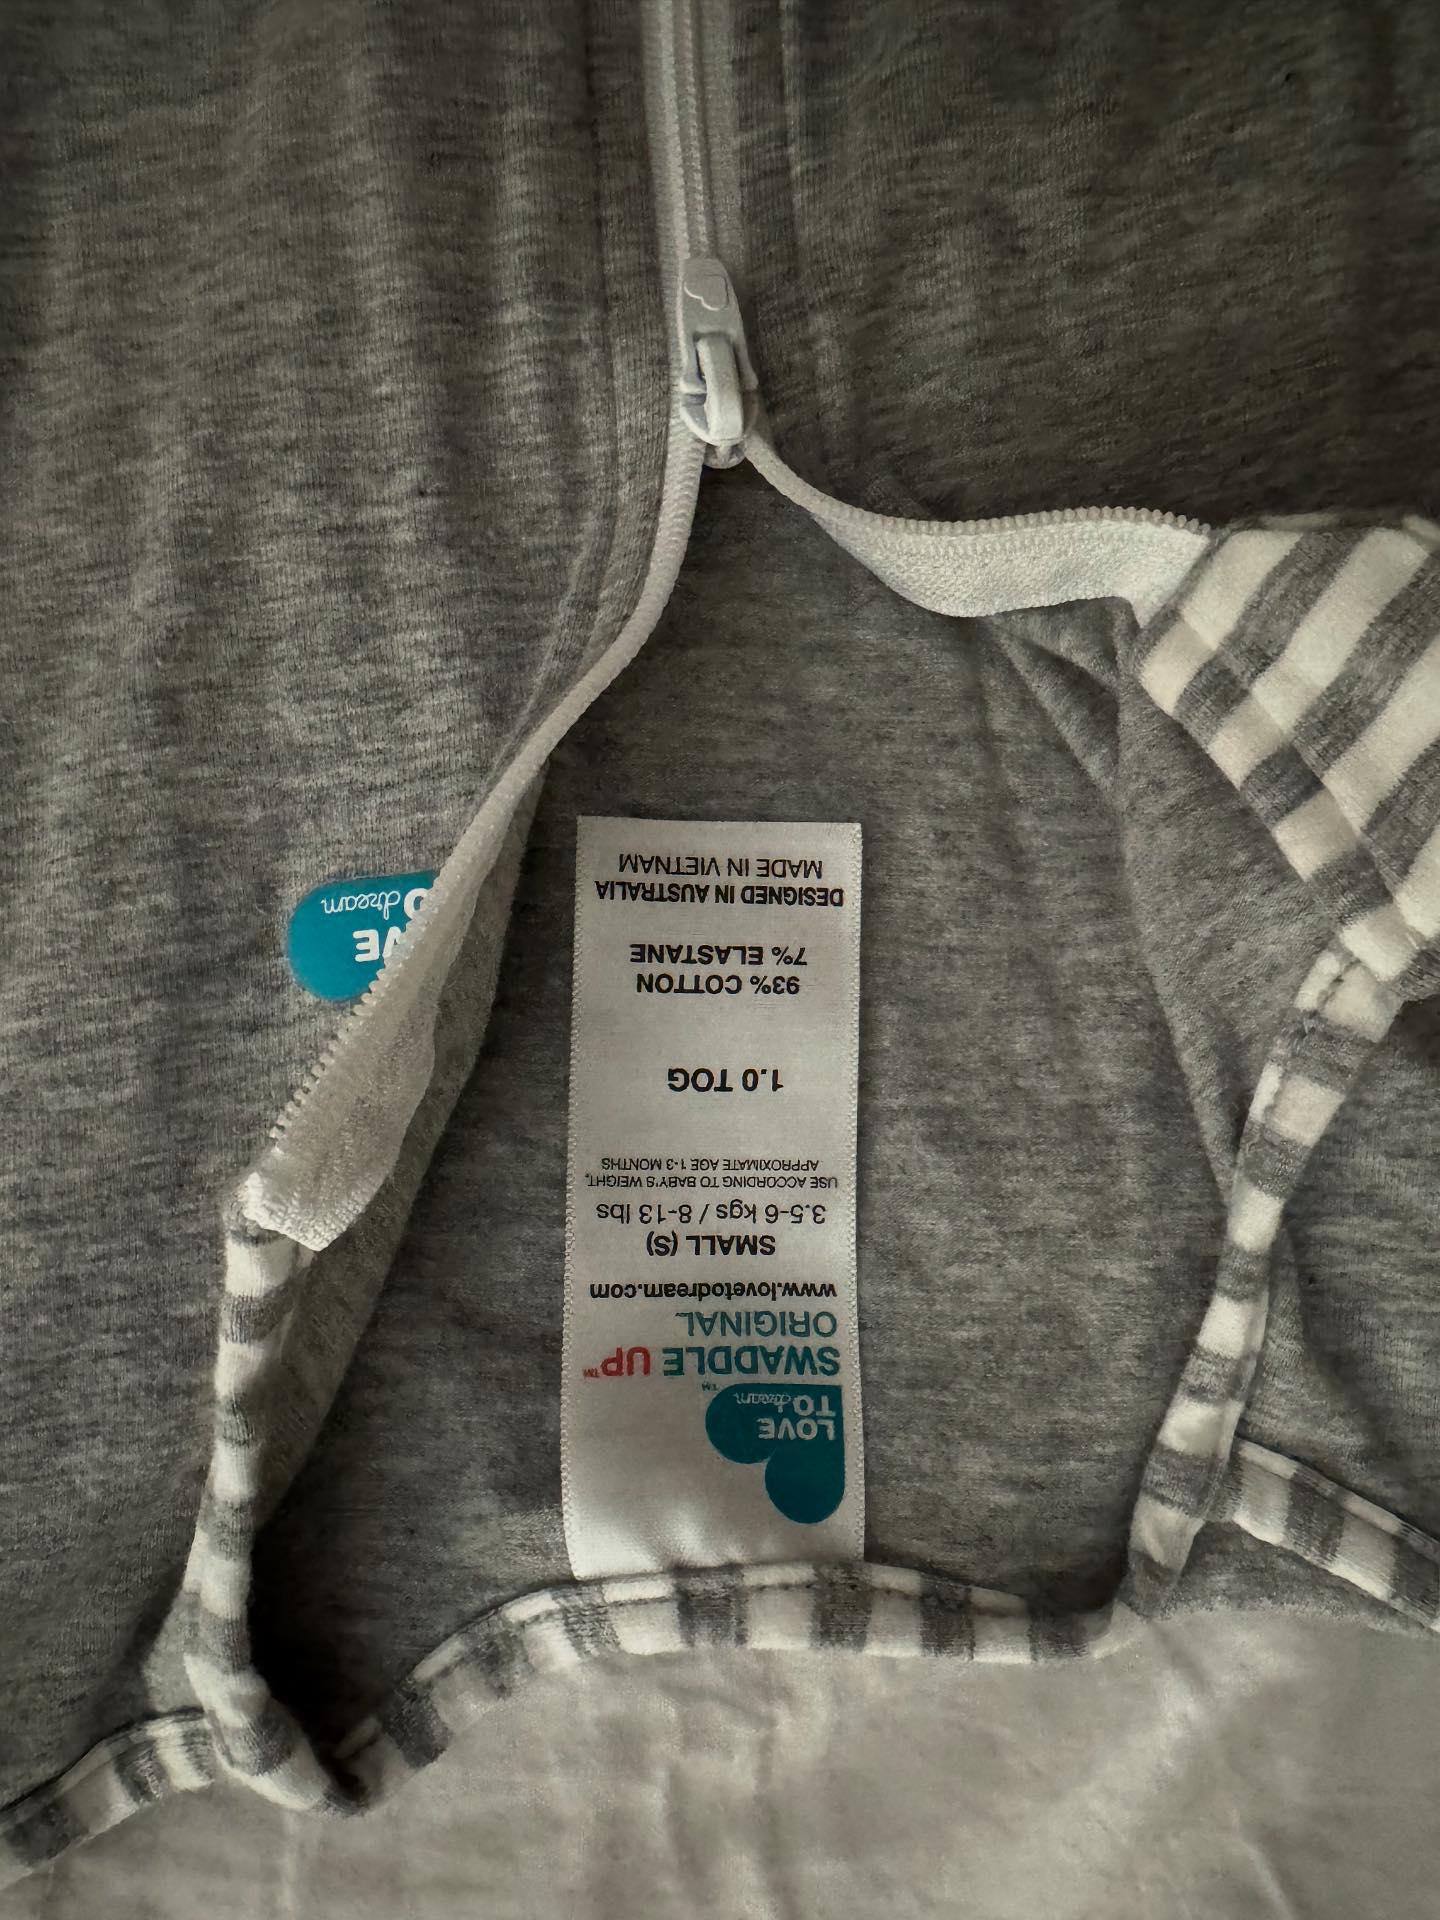 LOVE
TO dream™
SWADDLE UP™
ORIGINAL
www.lovetodream.com
SMALL (S)
3.5-6 kgs / 8-13 lbs
USE ACCORDING TO BABY'S WEIGHT,
APPROXIMATE AGE 1-3 MONTHS
1.0 TOG
93% COTTON
7% ELASTANE
DESIGNED IN AUSTRALIA
MADE IN VIETNAM
VE
O dream